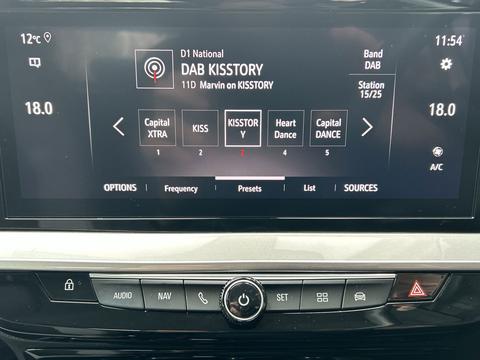 12°C
D1 National
DAB KISSTORY
11D Marvin on KISSTORY
Band
DAB
11:54
Station
15/25
18.0
18.0
Capital
XTRA
KISS
KISSTOR
Y
Heart
Dance
Capital
DANCE
1 2 3 4 5
A/C
OPTIONS Frequency Presets List SOURCES
AUDIO NAV SET